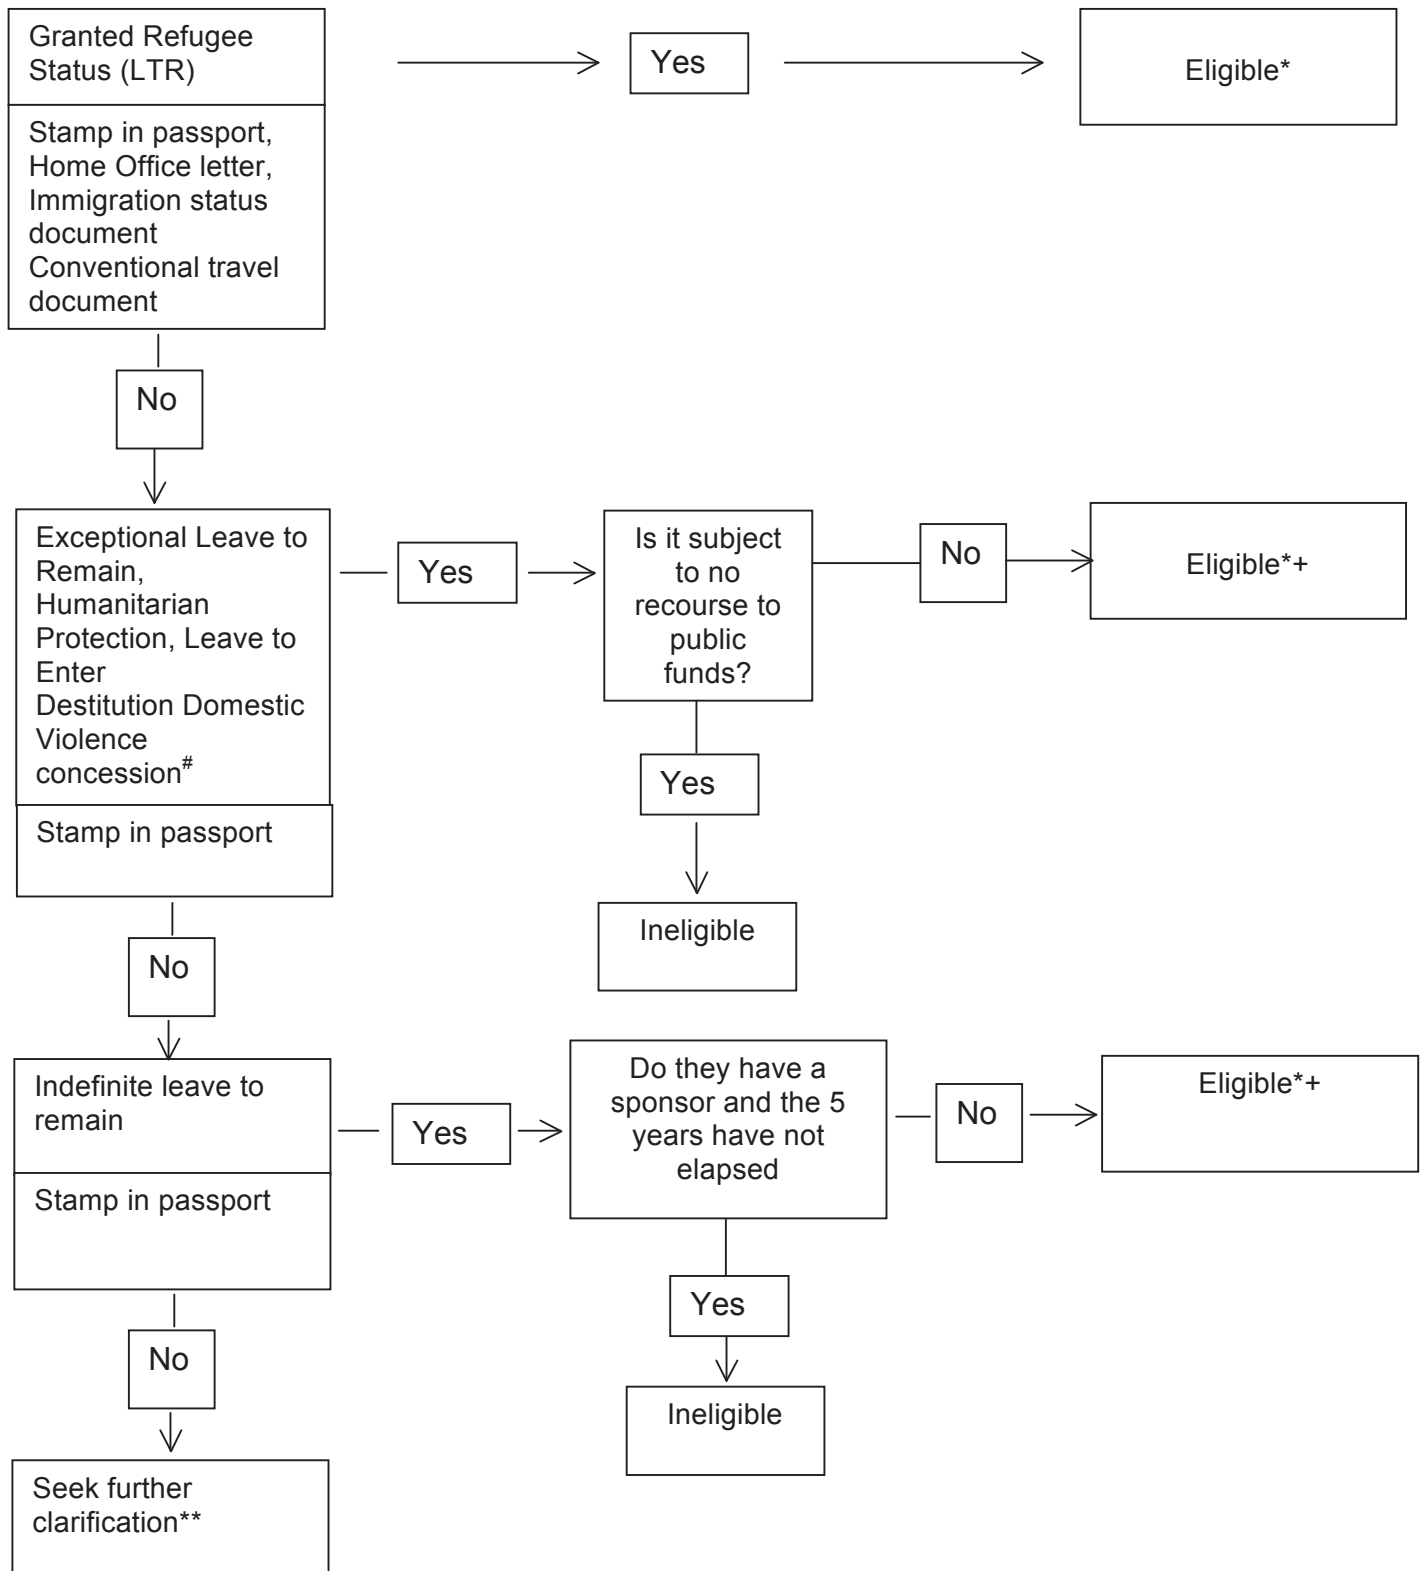 Granted Refugee
Status (LTR)
Yes
Eligible*
Stamp in passport,
Home Office letter,
Immigration status
document
Conventional travel
document
No
Exceptional Leave to
Remain,
Humanitarian
Protection, Leave to
Enter
Destitution Domestic
Violence
concession#
Stamp in passport
Yes
Is it subject
to no
recourse to
public
funds?
No
Eligible*+
Yes
Ineligible
No
Indefinite leave to
remain
Stamp in passport
Yes
Do they have a
sponsor and the 5
years have not
elapsed
No
Eligible*+
Yes
Ineligible
No
Seek further
clarification**